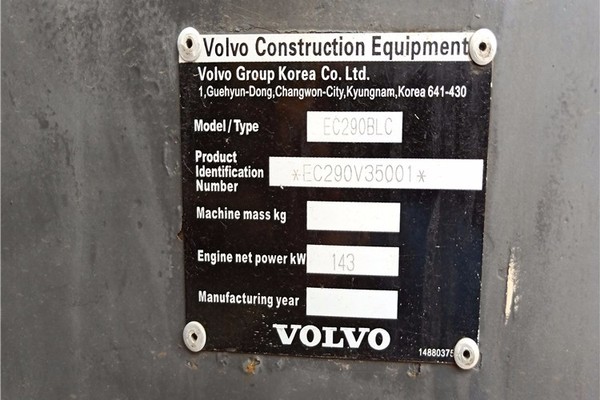 Volvo Construction Equipment
Volvo Group Korea Co. Ltd.
1,Guehyun-Dong,Changwon-City,Kyungnam,Korea 641-430
Model/Type EC290BLC
Product
Identification
Number *EC290V35001*
Machine mass kg
Engine net power kW 143
Manufacturing year
VOLVO
14880375